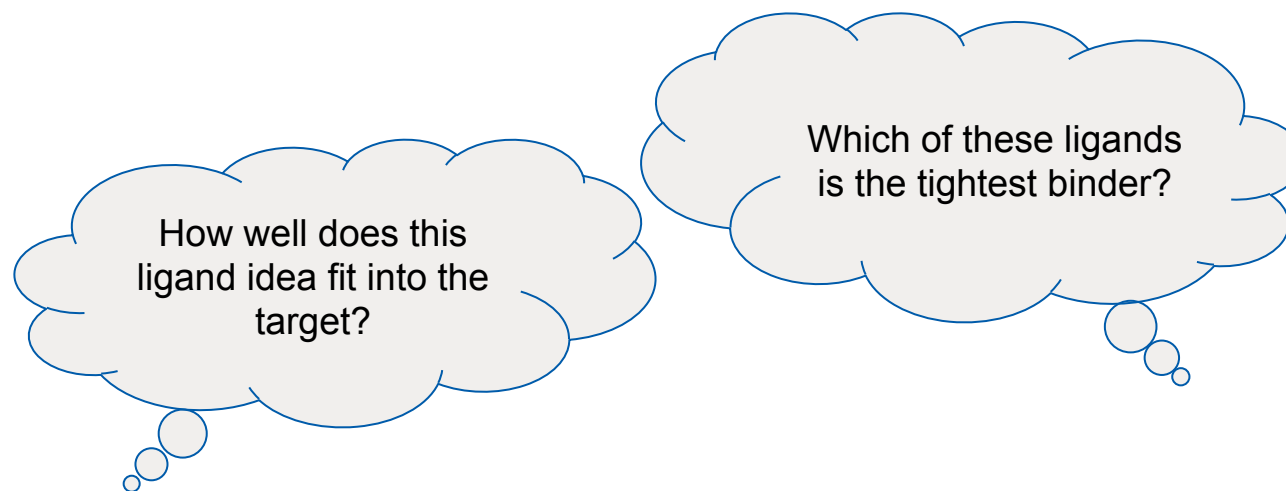 How well does this
ligand idea fit into the
target?
Which of these ligands
is the tightest binder?